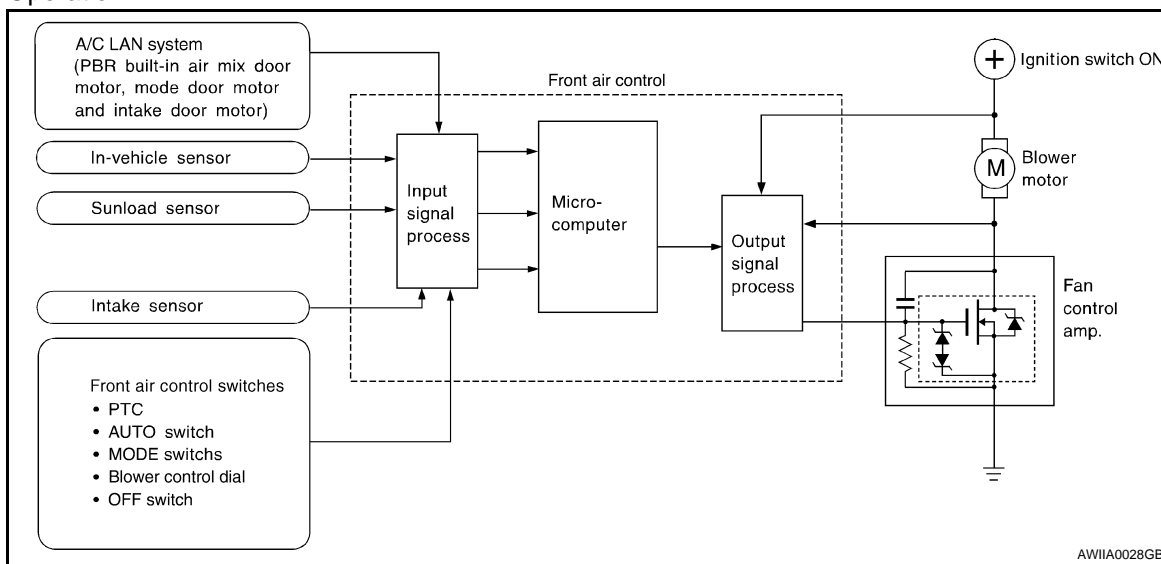 A/C LAN system
(PBR built-in air mix door
motor, mode door motor
and intake door motor)
In-vehicle sensor
Sunload sensor
Intake sensor
Front air control switches
• PTC
• AUTO switch
• MODE switchs
• Blower control dial
• OFF switch
Front air control
Input
signal
process
Micro-
computer
Output
signal
process
+
Ignition switch ON
M
Blower
motor
Fan
control
amp.
AWIIA0028GB